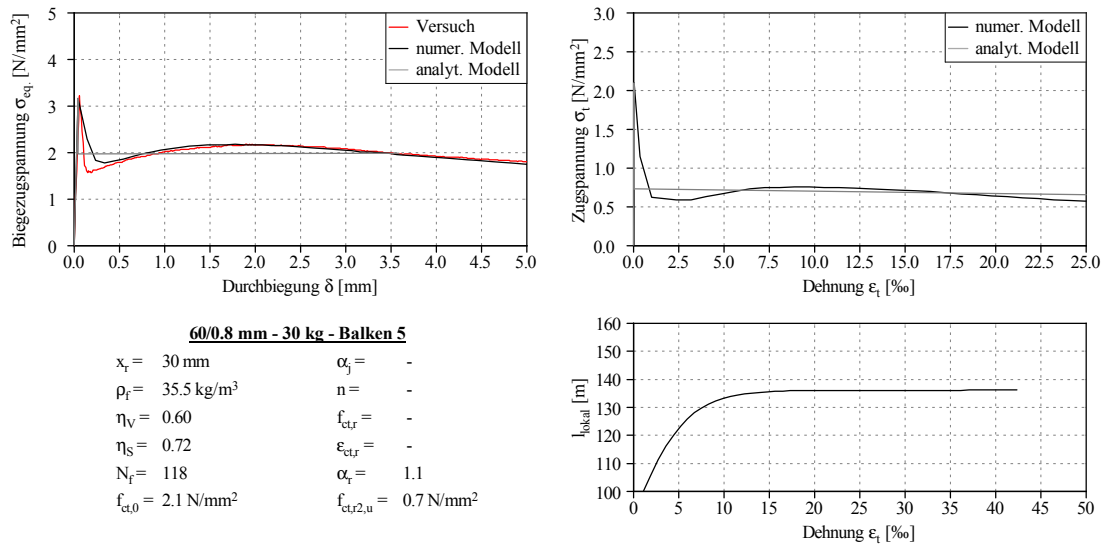 Biegezugspannung σeq. [N/mm²]
5
4
3
2
1
0
0.0 0.5 1.0 1.5 2.0 2.5 3.0 3.5 4.0 4.5 5.0
Durchbiegung δ [mm]
Versuch
numer. Modell
analyt. Modell
Zugspannung σt [N/mm²]
3.0
2.5
2.0
1.5
1.0
0.5
0.0
0.0 2.5 5.0 7.5 10.0 12.5 15.0 17.5 20.0 22.5 25.0
Dehnung εt [‰]
numer. Modell
analyt. Modell
60/0.8 mm - 30 kg - Balken 5
xr = 30 mm αj = -
ρf = 35.5 kg/m³ n = -
ηV = 0.60 fct,r = -
ηS = 0.72 εct,r = -
Nf = 118 αr = 1.1
fct,0 = 2.1 N/mm² fct,r2,u = 0.7 N/mm²
llokal [m]
160
150
140
130
120
110
100
0 5 10 15 20 25 30 35 40 45 50
Dehnung εt [‰]